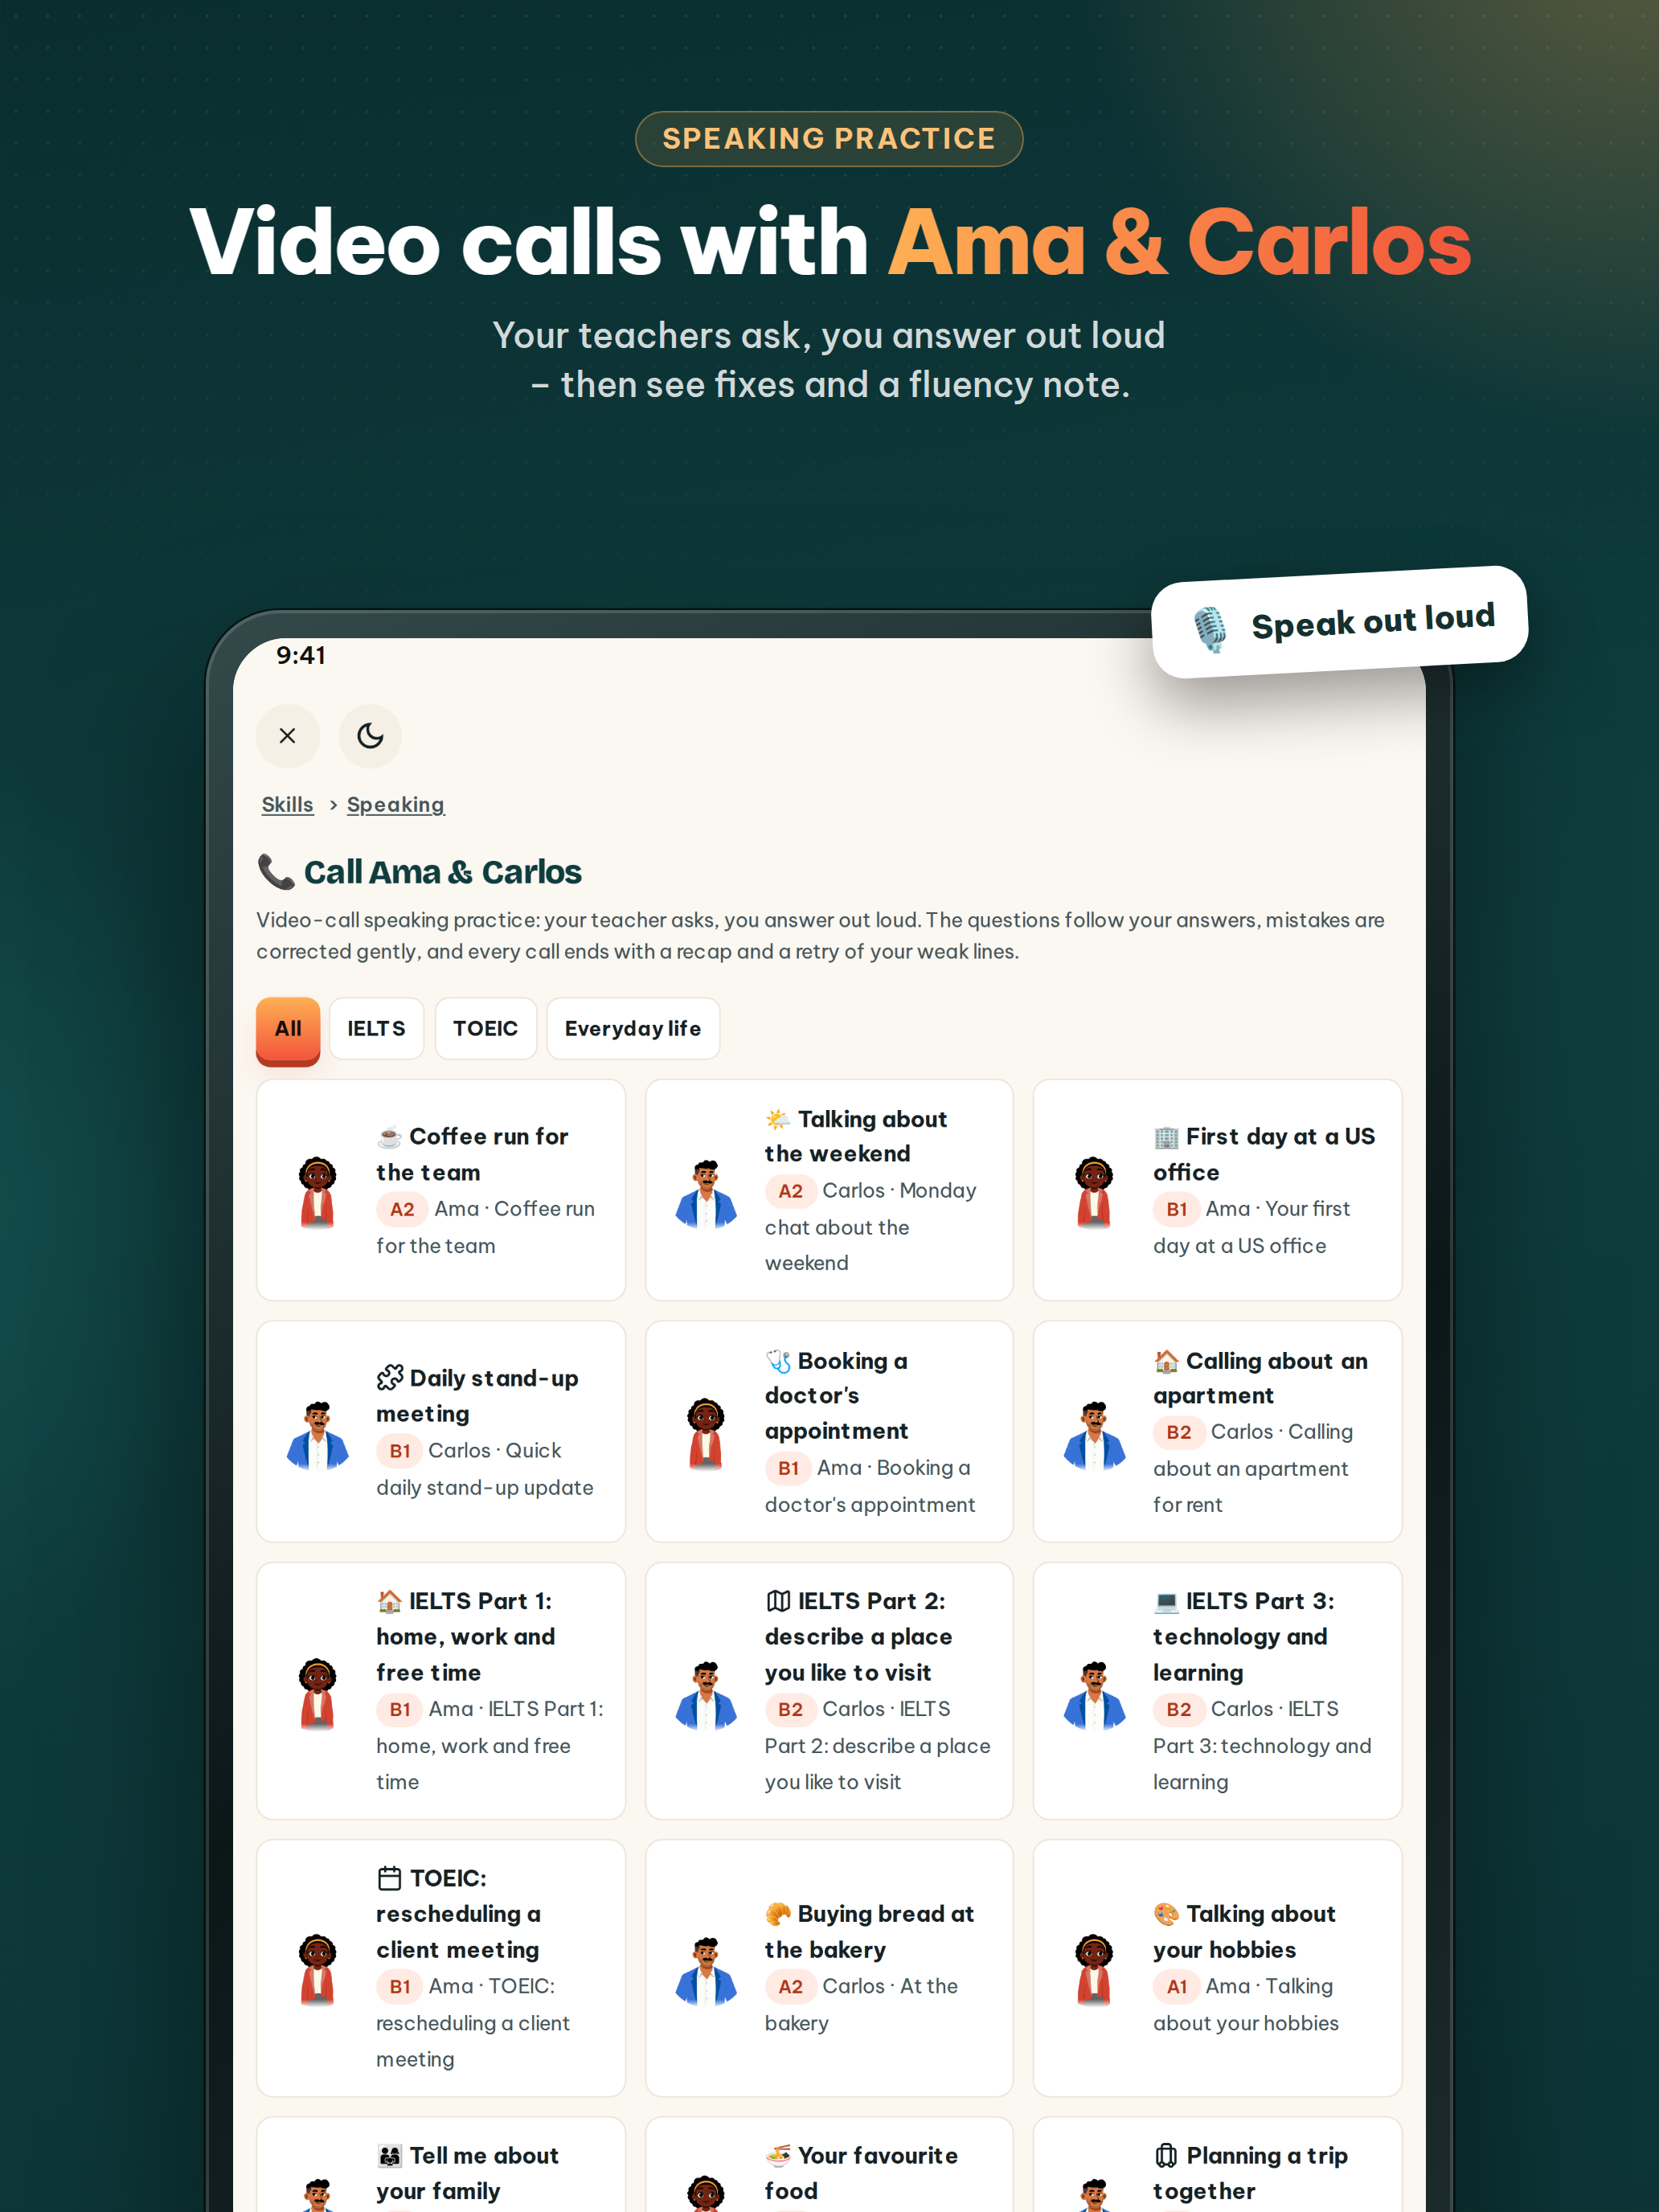 SPEAKING PRACTICE
Video calls with Ama & Carlos
Your teachers ask, you answer out loud
– then see fixes and a fluency note.
Speak out loud
9:41
Skills › Speaking
Call Ama & Carlos
Video-call speaking practice: your teacher asks, you answer out loud. The questions follow your answers, mistakes are
corrected gently, and every call ends with a recap and a retry of your weak lines.
All
IELTS
TOEIC
Everyday life
Coffee run for
the team
A2 Ama · Coffee run
for the team
Talking about
the weekend
A2 Carlos · Monday
chat about the
weekend
First day at a US
office
B1 Ama · Your first
day at a US office
Daily stand-up
meeting
B1 Carlos · Quick
daily stand-up update
Booking a
doctor's
appointment
B1 Ama · Booking a
doctor's appointment
Calling about an
apartment
B2 Carlos · Calling
about an apartment
for rent
IELTS Part 1:
home, work and
free time
B1 Ama · IELTS Part 1:
home, work and free
time
IELTS Part 2:
describe a place
you like to visit
B2 Carlos · IELTS
Part 2: describe a place
you like to visit
IELTS Part 3:
technology and
learning
B2 Carlos · IELTS
Part 3: technology and
learning
TOEIC:
rescheduling a
client meeting
B1 Ama · TOEIC:
rescheduling a client
meeting
Buying bread at
the bakery
A2 Carlos · At the
bakery
Talking about
your hobbies
A1 Ama · Talking
about your hobbies
Tell me about
your family
Your favourite
food
Planning a trip
together